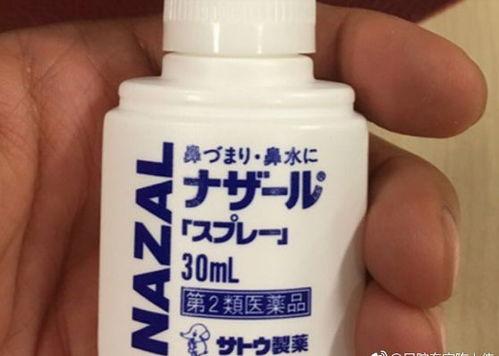 NAZAL
鼻づまり・鼻水に
ナザール®
「スプレー」
30mL
第2類医薬品
サトウ製薬